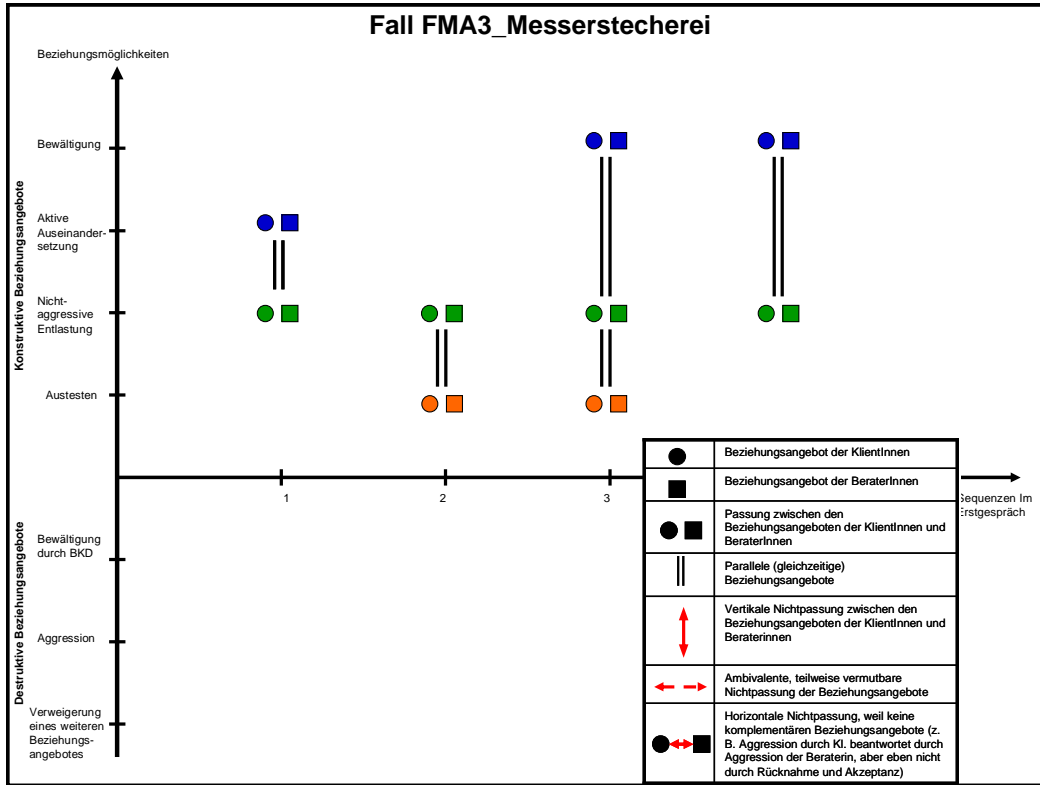 Fall FMA3_Messerstecherei
Beziehungsmöglichkeiten
Konstruktive Beziehungsangebote
Bewältigung
Aktive
Auseinander-
setzung
Nicht-
aggressive
Entlastung
Austesten
1
2
3
Sequenzen Im
Erstgespräch
Destruktive Beziehungsangebote
Bewältigung
durch BKD
Aggression
Verweigerung
eines weiteren
Beziehungs-
angebotes
Beziehungsangebot der KlientInnen
Beziehungsangebot der BeraterInnen
Passung zwischen den
Beziehungsangeboten der KlientInnen und
BeraterInnen
Parallele (gleichzeitige)
Beziehungsangebote
Vertikale Nichtpassung zwischen den
Beziehungsangeboten der KlientInnen und
Beraterinnen
Ambivalente, teilweise vermutbare
Nichtpassung der Beziehungsangebote
Horizontale Nichtpassung, weil keine
komplementären Beziehungsangebote (z.
B. Aggression durch Kl. beantwortet durch
Aggression der Beraterin, aber eben nicht
durch Rücknahme und Akzeptanz)